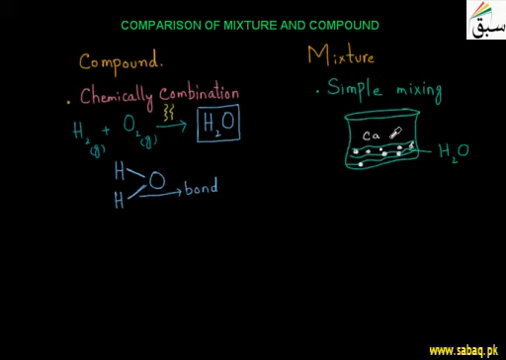 COMPARISON OF MIXTURE AND COMPOUND
سبق
Compound.
• Chemically Combination
H2(g) + O2(g) → H2O
H
O
H
bond
Mixture
• Simple mixing
Ca
H2O
www.sabaq.pk